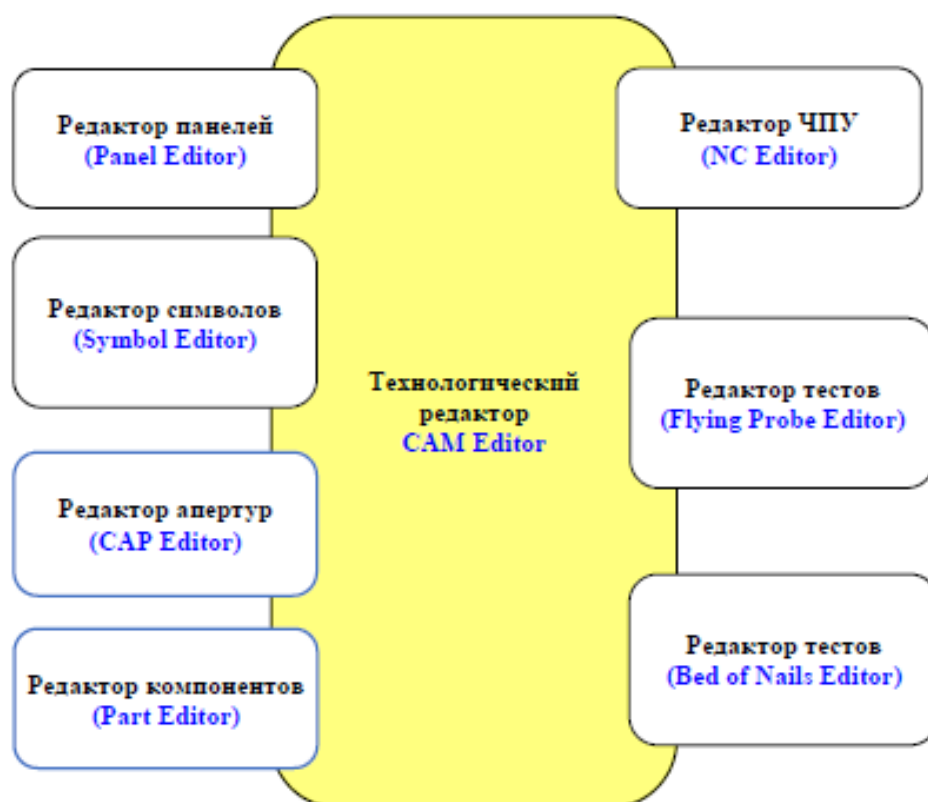 Редактор панелей
(Panel Editor)
Редактор символов
(Symbol Editor)
Редактор апертур
(CAP Editor)
Редактор компонентов
(Part Editor)
Технологический
редактор
CAM Editor
Редактор ЧПУ
(NC Editor)
Редактор тестов
(Flying Probe Editor)
Редактор тестов
(Bed of Nails Editor)